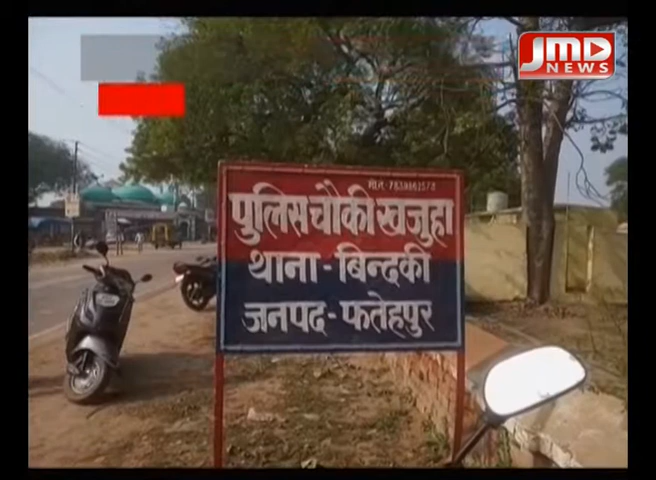 JMD
NEWS
पुलिस चौकी खजुहा
थाना - बिन्दकी
जनपद - फतेहपुर